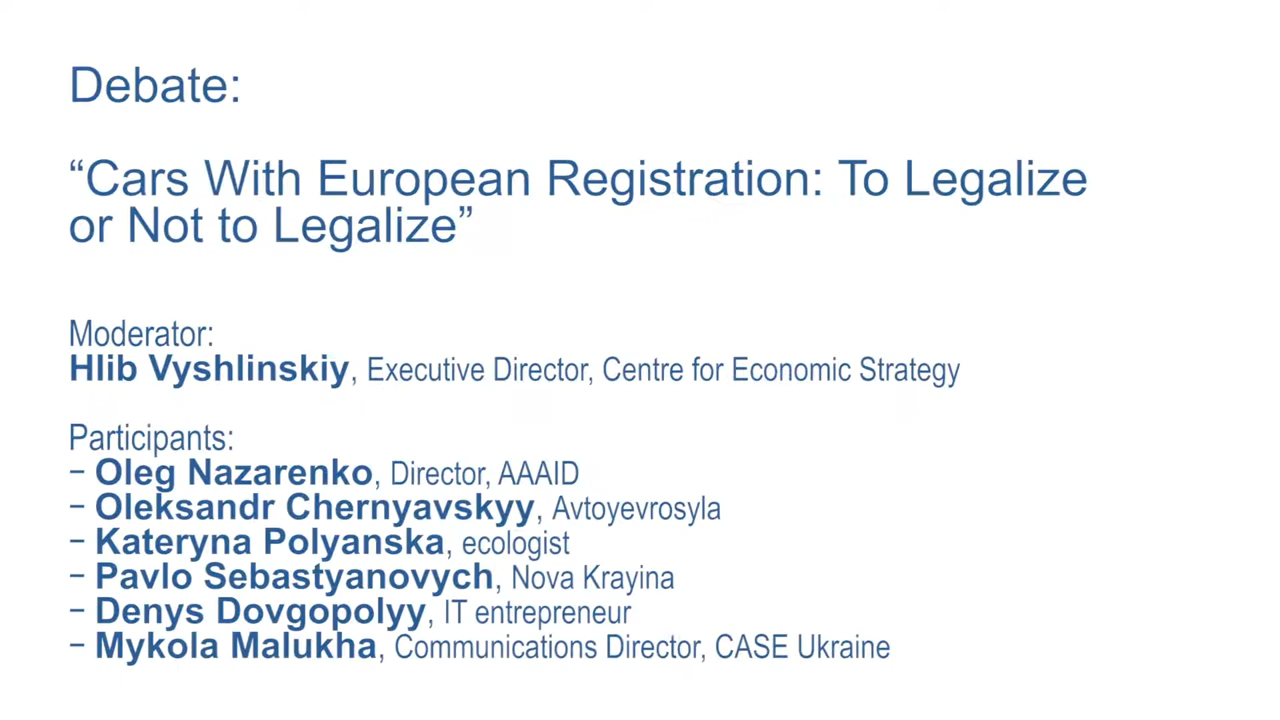 Debate:
“Cars With European Registration: To Legalize
or Not to Legalize”
Moderator:
Hlib Vyshlinskiy, Executive Director, Centre for Economic Strategy
Participants:
− Oleg Nazarenko, Director, AAAID
− Oleksandr Chernyavskyy, Avtoyevrosyla
− Kateryna Polyanska, ecologist
− Pavlo Sebastyanovych, Nova Krayina
− Denys Dovgopolyy, IT entrepreneur
− Mykola Malukha, Communications Director, CASE Ukraine